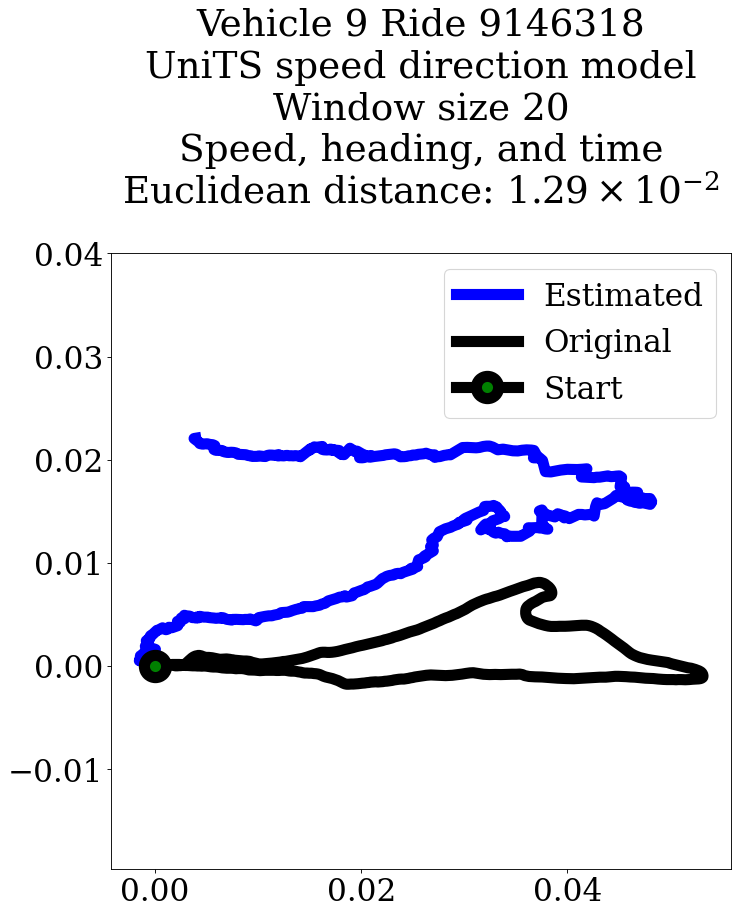 Vehicle 9 Ride 9146318
UniTS speed direction model
Window size 20
Speed, heading, and time
Euclidean distance: 1.29 × 10⁻²
0.04
0.03
0.02
0.01
0.00
−0.01
Estimated
Original
Start
0.00 0.02 0.04